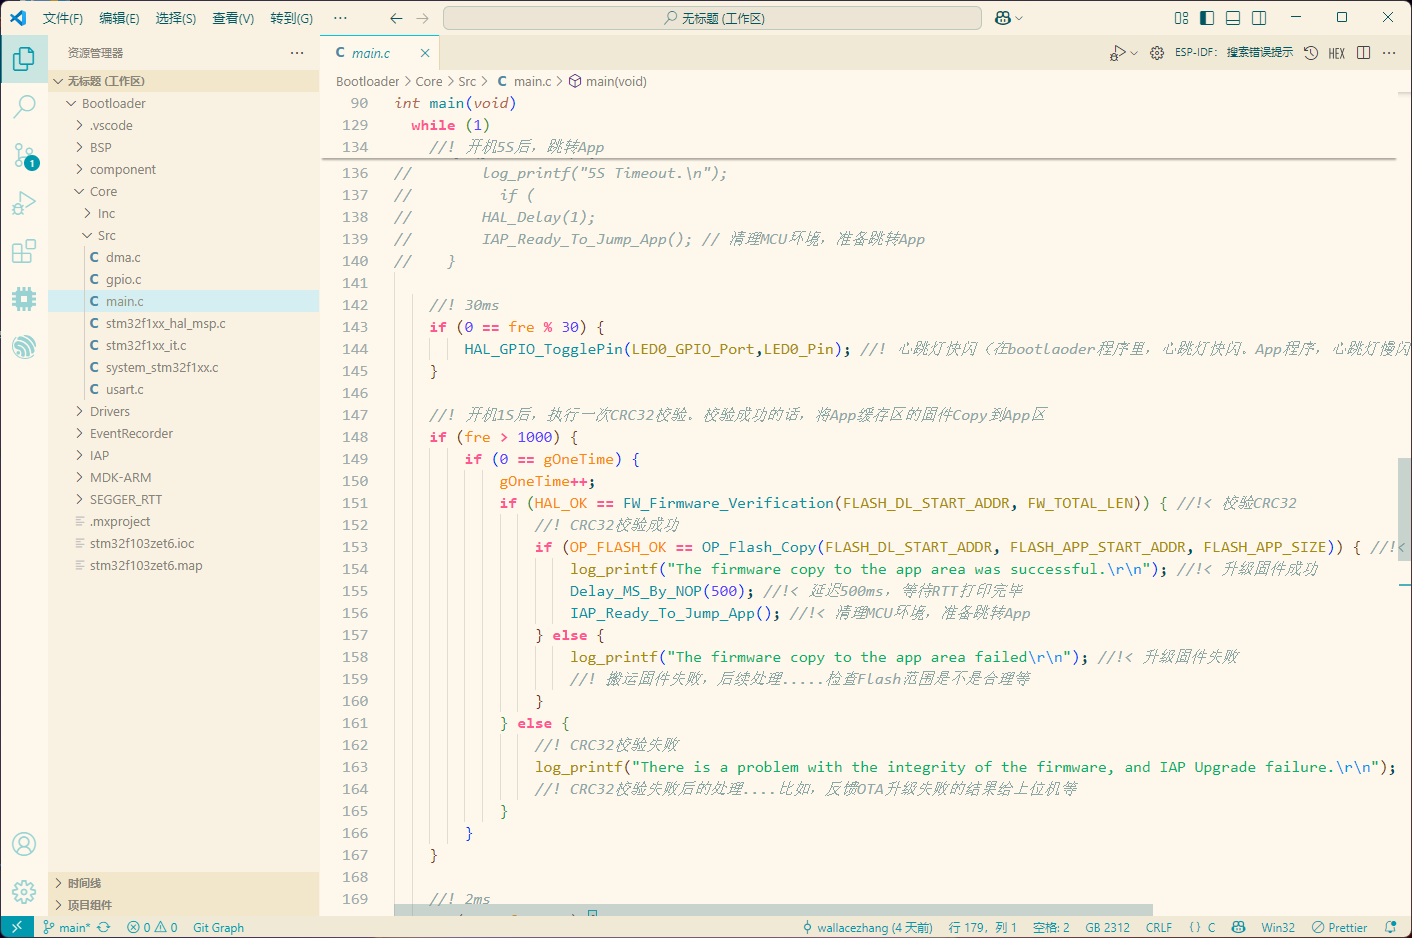 文件(F) 编辑(E) 选择(S) 查看(V) 转到(G) ··· 无标题 (工作区)
资源管理器 ···
main.c
ESP-IDF: 搜索错误提示 HEX ···
无标题 (工作区)
Bootloader
.vscode
BSP
component
Core
Inc
Src
C dma.c
C gpio.c
C main.c
C stm32f1xx_hal_msp.c
C stm32f1xx_it.c
C system_stm32f1xx.c
C usart.c
Drivers
EventRecorder
IAP
MDK-ARM
SEGGER_RTT
.mxproject
stm32f103zet6.ioc
stm32f103zet6.map
时间线
项目组件
1
Bootloader > Core > Src > C main.c > main(void)
90 int main(void)
129 while (1)
134 //! 开机5S后，跳转App
136 // log_printf("5S Timeout.\n");
137 // if (
138 // HAL_Delay(1);
139 // IAP_Ready_To_Jump_App(); // 清理MCU环境，准备跳转App
140 // }
141
142 //! 30ms
143 if (0 == fre % 30) {
144 HAL_GPIO_TogglePin(LED0_GPIO_Port,LED0_Pin); //! 心跳灯快闪（在bootlaoder程序里，心跳灯快闪。App程序，心跳灯慢闪
145 }
146
147 //! 开机1S后，执行一次CRC32校验。校验成功的话，将App缓存区的固件Copy到App区
148 if (fre > 1000) {
149 if (0 == gOneTime) {
150 gOneTime++;
151 if (HAL_OK == FW_Firmware_Verification(FLASH_DL_START_ADDR, FW_TOTAL_LEN)) { //!< 校验CRC32
152 //! CRC32校验成功
153 if (OP_FLASH_OK == OP_Flash_Copy(FLASH_DL_START_ADDR, FLASH_APP_START_ADDR, FLASH_APP_SIZE)) { //!<
154 log_printf("The firmware copy to the app area was successful.\r\n"); //!< 升级固件成功
155 Delay_MS_By_NOP(500); //!< 延迟500ms，等待RTT打印完毕
156 IAP_Ready_To_Jump_App(); //!< 清理MCU环境，准备跳转App
157 } else {
158 log_printf("The firmware copy to the app area failed\r\n"); //!< 升级固件失败
159 //! 搬运固件失败，后续处理.....检查Flash范围是不是合理等
160 }
161 } else {
162 //! CRC32校验失败
163 log_printf("There is a problem with the integrity of the firmware, and IAP Upgrade failure.\r\n");
164 //! CRC32校验失败后的处理....比如，反馈OTA升级失败的结果给上位机等
165 }
166 }
167 }
168
169 //! 2ms
main* 0 0 Git Graph wallacezhang (4 天前) 行 179，列 1 空格: 2 GB 2312 CRLF {} C Win32 Prettier